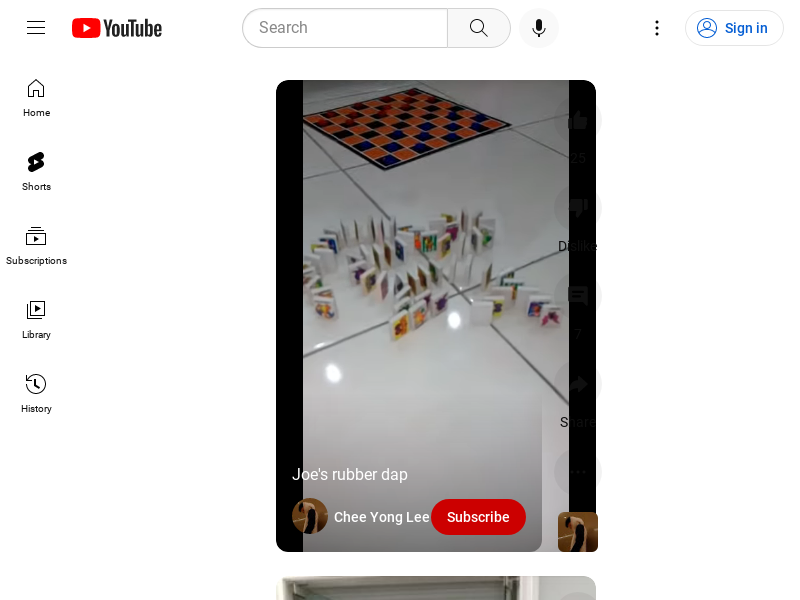 YouTube
Search
Sign in
Home
Shorts
Subscriptions
Library
History
25
Dislike
7
Share
Joe's rubber dap
Chee Yong Lee
Subscribe